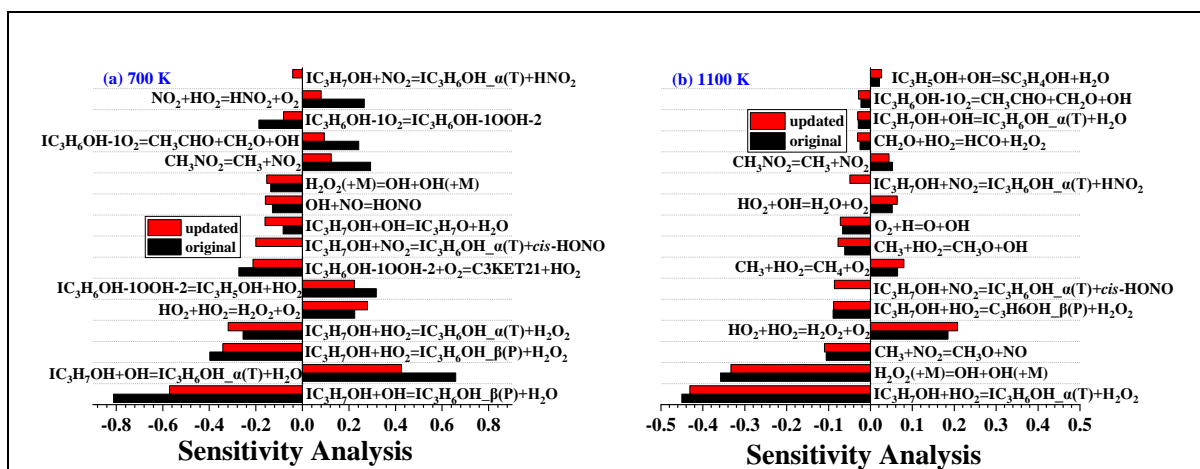 (a) 700 K
IC₃H₇OH+NO₂=IC₃H₆OH_α(T)+HNO₂
NO₂+HO₂=HNO₂+O₂
IC₃H₆OH-1O₂=IC₃H₆OH-1OOH-2
IC₃H₆OH-1O₂=CH₃CHO+CH₂O+OH
CH₃NO₂=CH₃+NO₂
H₂O₂(+M)=OH+OH(+M)
OH+NO=HONO
updated
original
IC₃H₇OH+OH=IC₃H₇O+H₂O
IC₃H₇OH+NO₂=IC₃H₆OH_α(T)+cis-HONO
IC₃H₆OH-1OOH-2+O₂=C3KET21+HO₂
IC₃H₆OH-1OOH-2=IC₃H₅OH+HO₂
HO₂+HO₂=H₂O₂+O₂
IC₃H₇OH+HO₂=IC₃H₆OH_α(T)+H₂O₂
IC₃H₇OH+HO₂=IC₃H₆OH_β(P)+H₂O₂
IC₃H₇OH+OH=IC₃H₆OH_α(T)+H₂O
IC₃H₇OH+OH=IC₃H₆OH_β(P)+H₂O
-0.8 -0.6 -0.4 -0.2 0.0 0.2 0.4 0.6 0.8
Sensitivity Analysis
(b) 1100 K
IC₃H₅OH+OH=SC₃H₄OH+H₂O
IC₃H₆OH-1O₂=CH₃CHO+CH₂O+OH
updated
original
IC₃H₇OH+OH=IC₃H₆OH_α(T)+H₂O
CH₂O+HO₂=HCO+H₂O₂
CH₃NO₂=CH₃+NO₂
IC₃H₇OH+NO₂=IC₃H₆OH_α(T)+HNO₂
HO₂+OH=H₂O+O₂
O₂+H=O+OH
CH₃+HO₂=CH₃O+OH
CH₃+HO₂=CH₄+O₂
IC₃H₇OH+NO₂=IC₃H₆OH_α(T)+cis-HONO
IC₃H₇OH+HO₂=C₃H6OH_β(P)+H₂O₂
HO₂+HO₂=H₂O₂+O₂
CH₃+NO₂=CH₃O+NO
H₂O₂(+M)=OH+OH(+M)
IC₃H₇OH+HO₂=IC₃H₆OH_α(T)+H₂O₂
-0.5 -0.4 -0.3 -0.2 -0.1 0.0 0.1 0.2 0.3 0.4 0.5
Sensitivity Analysis